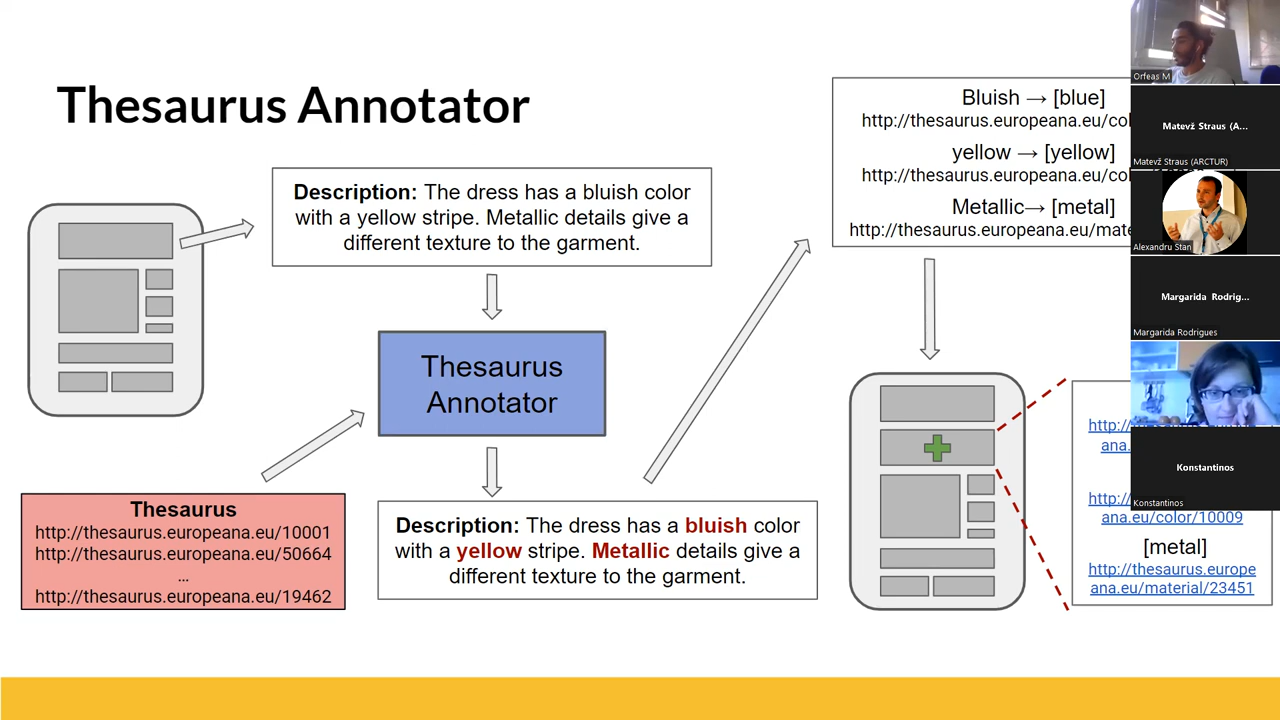 Thesaurus Annotator
Description: The dress has a bluish color
with a yellow stripe. Metallic details give a
different texture to the garment.
Thesaurus
Annotator
Thesaurus
http://thesaurus.europeana.eu/10001
http://thesaurus.europeana.eu/50664
...
http://thesaurus.europeana.eu/19462
Description: The dress has a bluish color
with a yellow stripe. Metallic details give a
different texture to the garment.
Bluish → [blue]
http://thesaurus.europeana.eu/co
yellow → [yellow]
http://thesaurus.europeana.eu/co
Metallic→ [metal]
http://thesaurus.europeana.eu/mate
http:/
ana.
http:/
ana.eu/color/10009
[metal]
http://thesaurus.europe
ana.eu/material/23451
Orfeas M
Matevž Straus (A...
Matevž Straus (ARCTUR)
Alexandru Stan
Margarida Rodrig...
Margarida Rodrigues
Konstantinos
Konstantinos